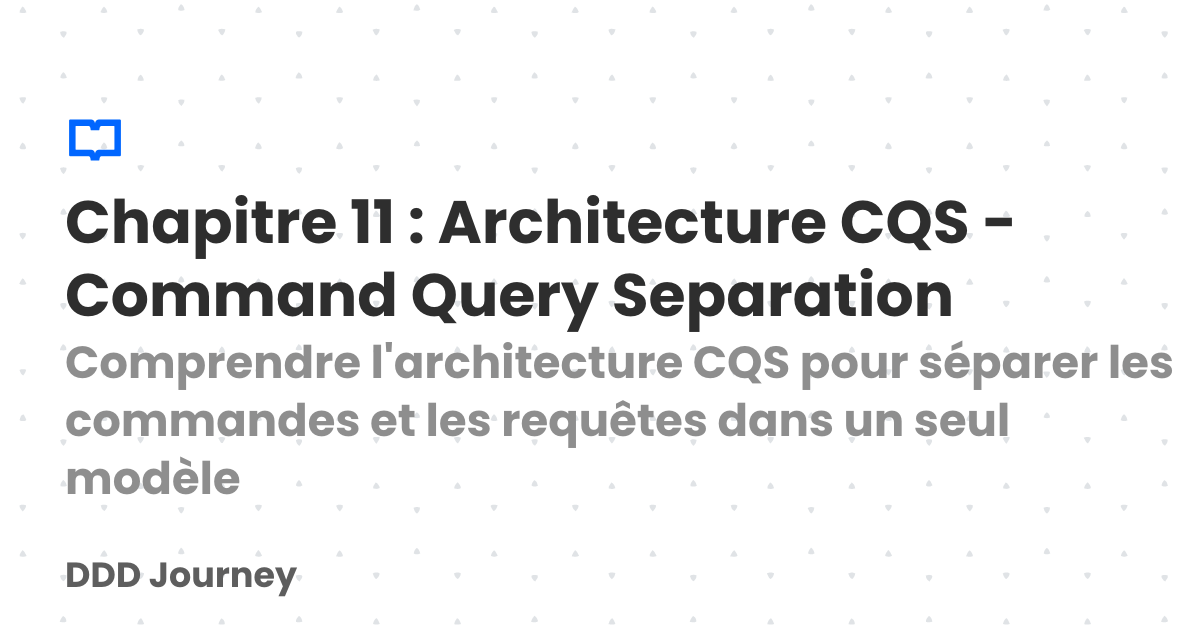 Chapitre 11 : Architecture CQS -
Command Query Separation
Comprendre l'architecture CQS pour séparer les
commandes et les requêtes dans un seul
modèle
DDD Journey